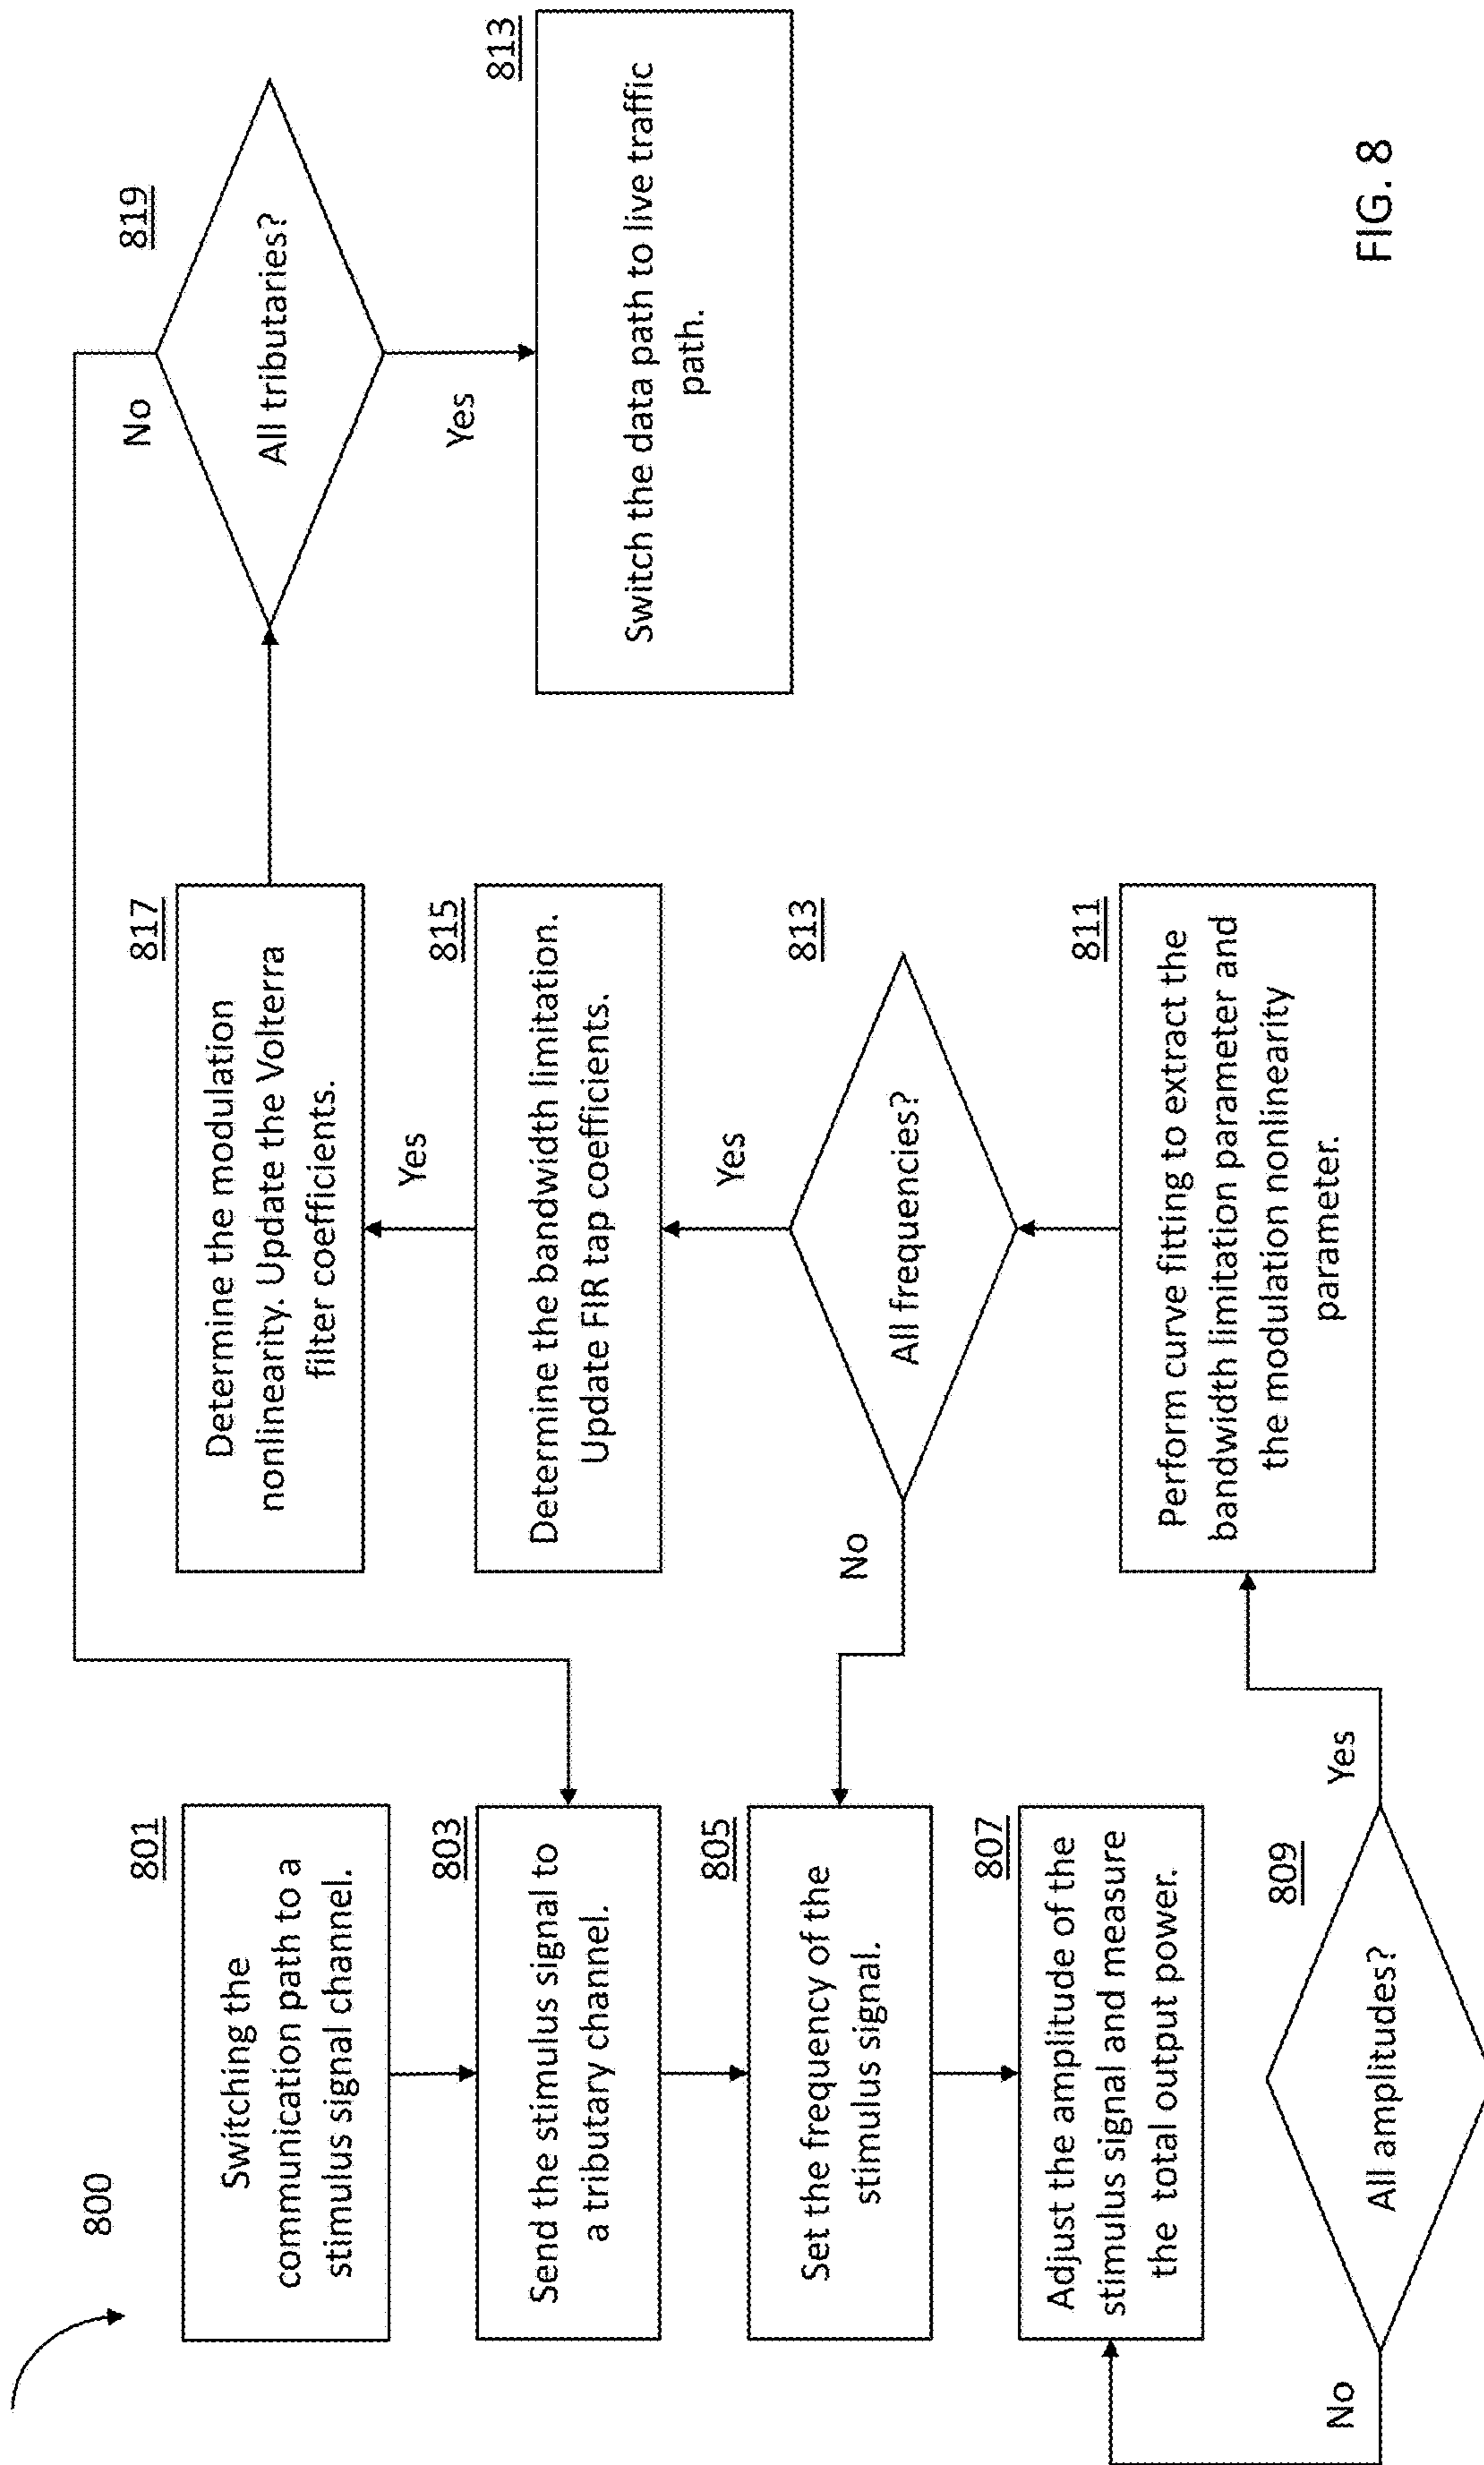 800
801
Switching the
communication path to a
stimulus signal channel.
803
Send the stimulus signal to
a tributary channel.
805
Set the frequency of the
stimulus signal.
807
Adjust the amplitude of the
stimulus signal and measure
the total output power.
809
All amplitudes?
No
Yes
811
Perform curve fitting to extract the
bandwidth limitation parameter and
the modulation nonlinearity
parameter.
813
All frequencies?
No
Yes
815
Determine the bandwidth limitation.
Update FIR tap coefficients.
Yes
817
Determine the modulation
nonlinearity. Update the Volterra
filter coefficients.
819
All tributaries?
No
Yes
813
Switch the data path to live traffic
path.
FIG. 8